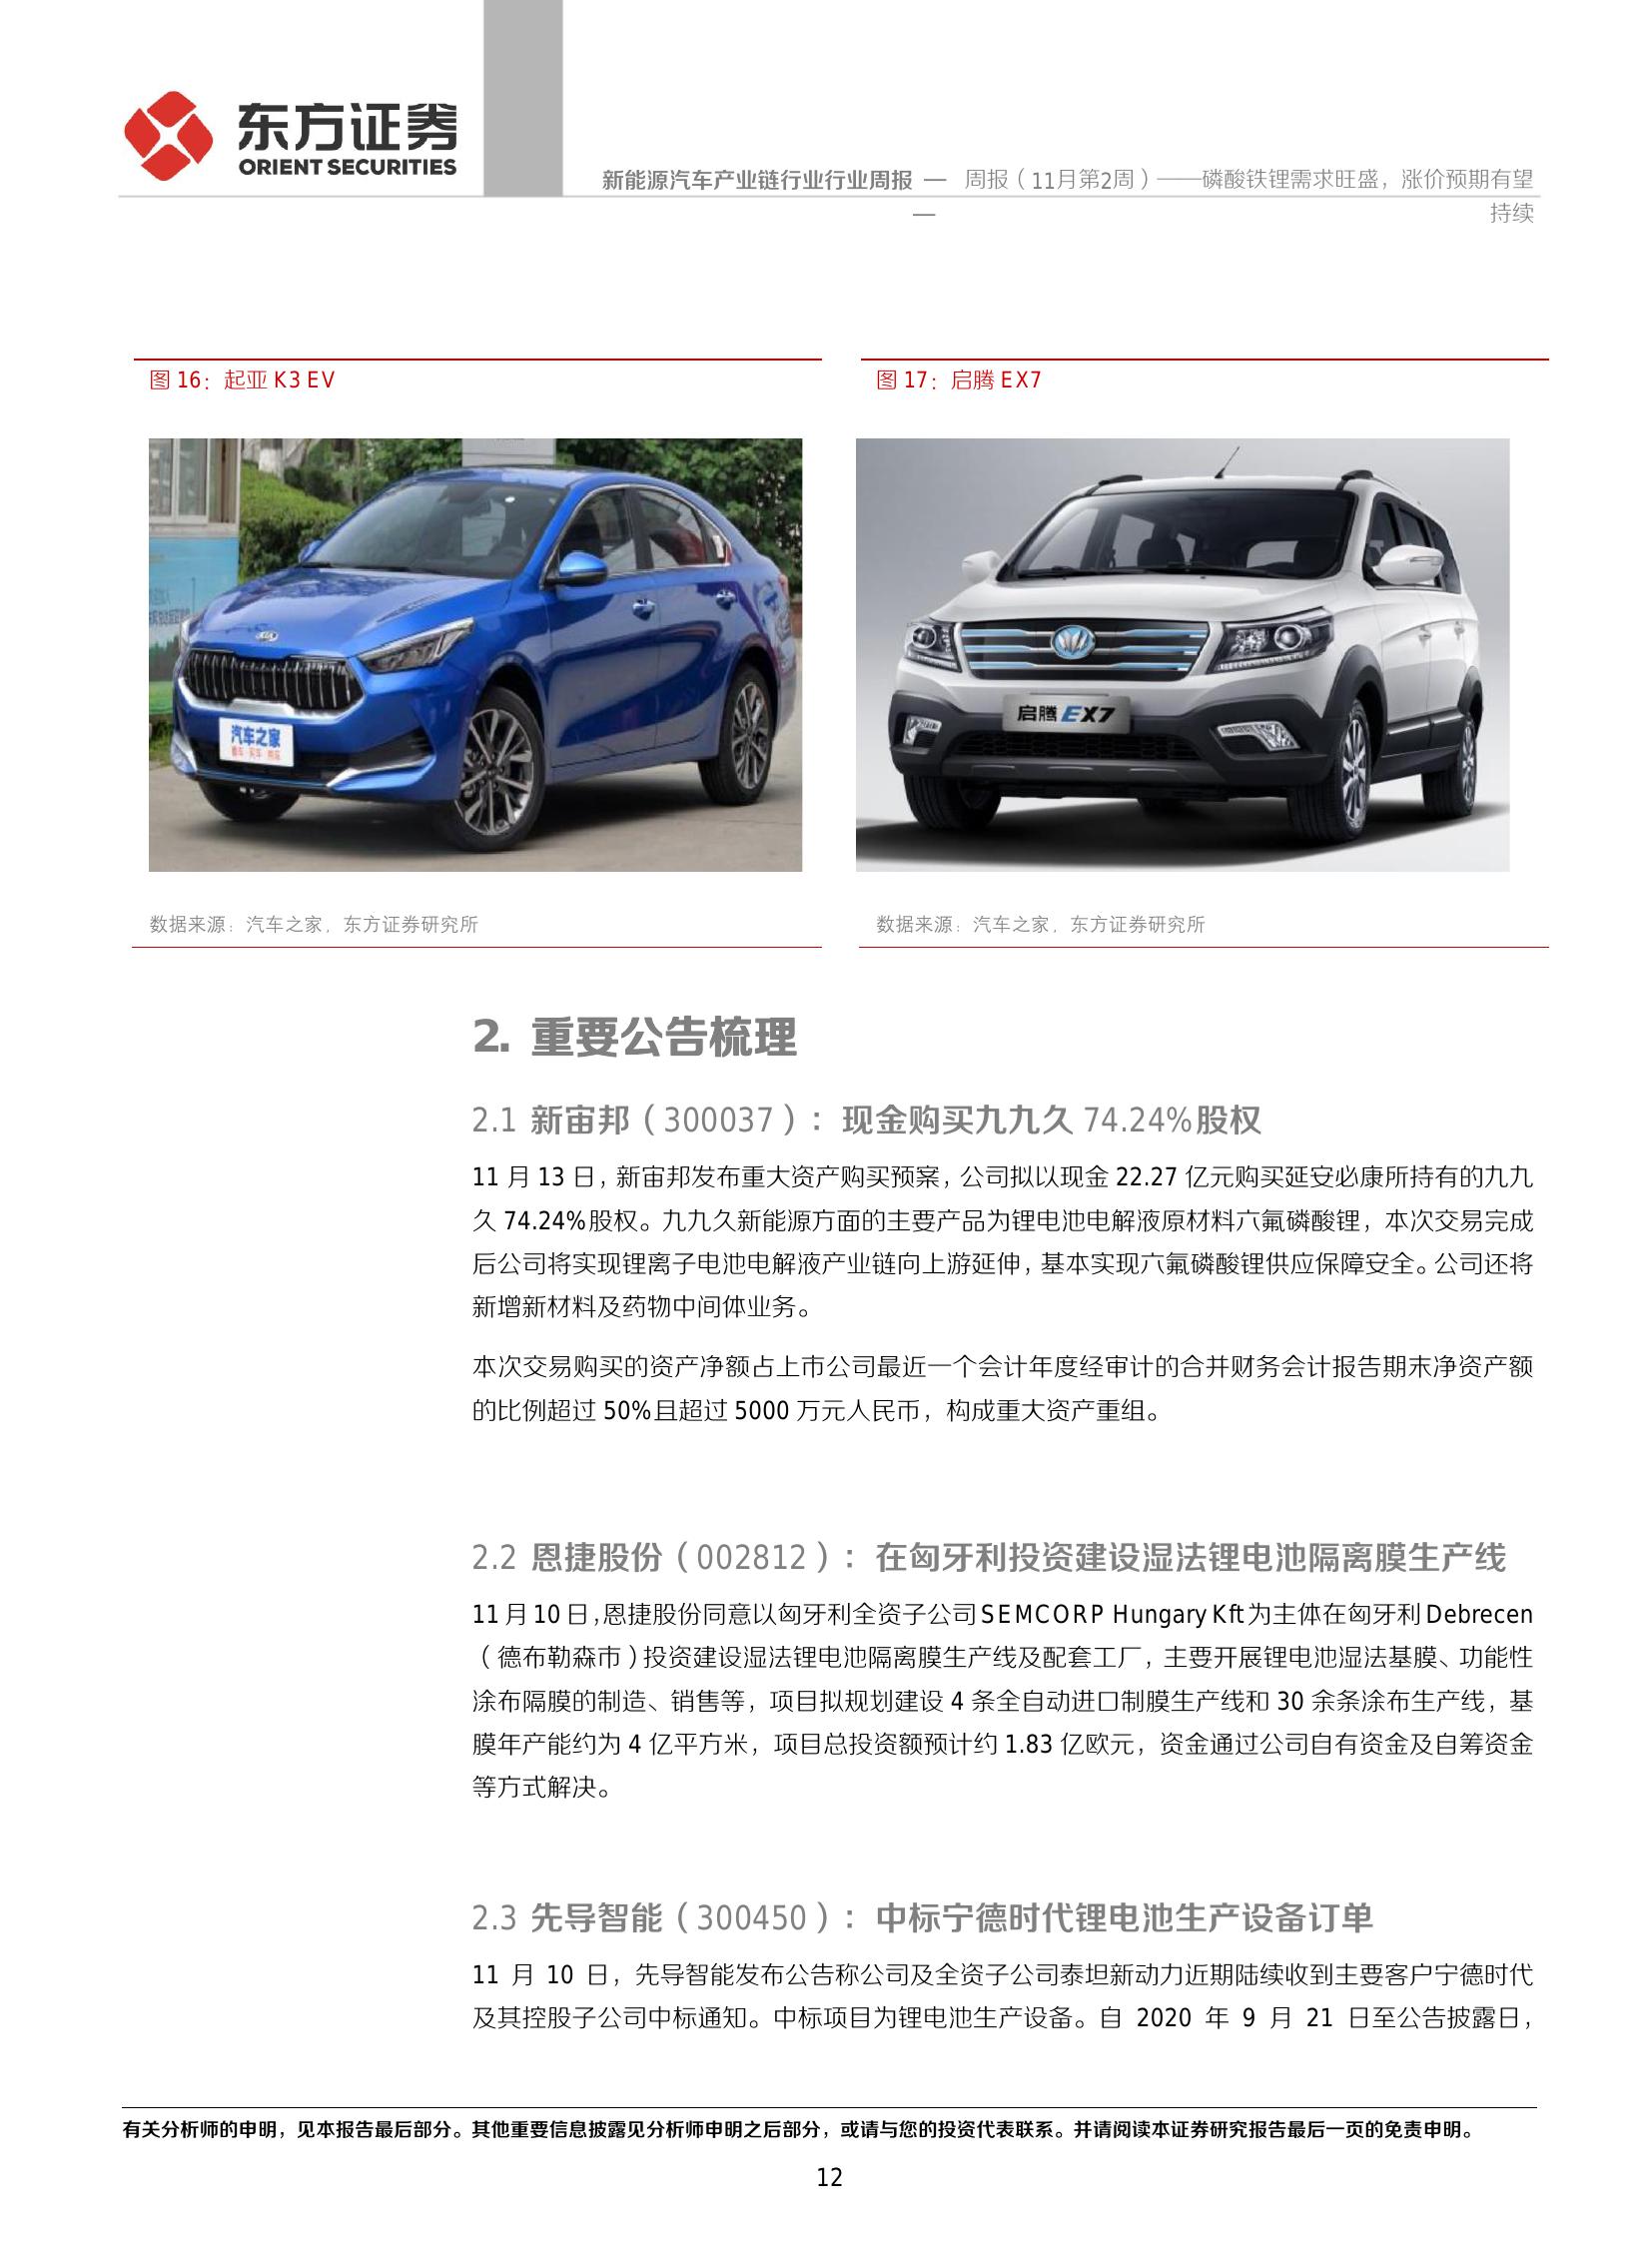 东方证券
ORIENT SECURITIES
新能源汽车产业链行业行业周报 — 周报（11月第2周）——磷酸铁锂需求旺盛，涨价预期有望
— 持续
图 16：起亚 K3 EV
图 17：启腾 EX7
汽车之家
启腾 EX7
数据来源：汽车之家，东方证券研究所
数据来源：汽车之家，东方证券研究所
2. 重要公告梳理
2.1 新宙邦（300037）：现金购买九九久 74.24%股权
11 月 13 日，新宙邦发布重大资产购买预案，公司拟以现金 22.27 亿元购买延安必康所持有的九九
久 74.24%股权。九九久新能源方面的主要产品为锂电池电解液原材料六氟磷酸锂，本次交易完成
后公司将实现锂离子电池电解液产业链向上游延伸，基本实现六氟磷酸锂供应保障安全。公司还将
新增新材料及药物中间体业务。
本次交易购买的资产净额占上市公司最近一个会计年度经审计的合并财务会计报告期末净资产额
的比例超过 50%且超过 5000 万元人民币，构成重大资产重组。
2.2 恩捷股份（002812）：在匈牙利投资建设湿法锂电池隔离膜生产线
11 月 10 日，恩捷股份同意以匈牙利全资子公司 SEMCORP Hungary Kft 为主体在匈牙利 Debrecen
（德布勒森市）投资建设湿法锂电池隔离膜生产线及配套工厂，主要开展锂电池湿法基膜、功能性
涂布隔膜的制造、销售等，项目拟规划建设 4 条全自动进口制膜生产线和 30 余条涂布生产线，基
膜年产能约为 4 亿平方米，项目总投资额预计约 1.83 亿欧元，资金通过公司自有资金及自筹资金
等方式解决。
2.3 先导智能（300450）：中标宁德时代锂电池生产设备订单
11 月 10 日，先导智能发布公告称公司及全资子公司泰坦新动力近期陆续收到主要客户宁德时代
及其控股子公司中标通知。中标项目为锂电池生产设备。自 2020 年 9 月 21 日至公告披露日，
有关分析师的申明，见本报告最后部分。其他重要信息披露见分析师申明之后部分，或请与您的投资代表联系。并请阅读本证券研究报告最后一页的免责申明。
12